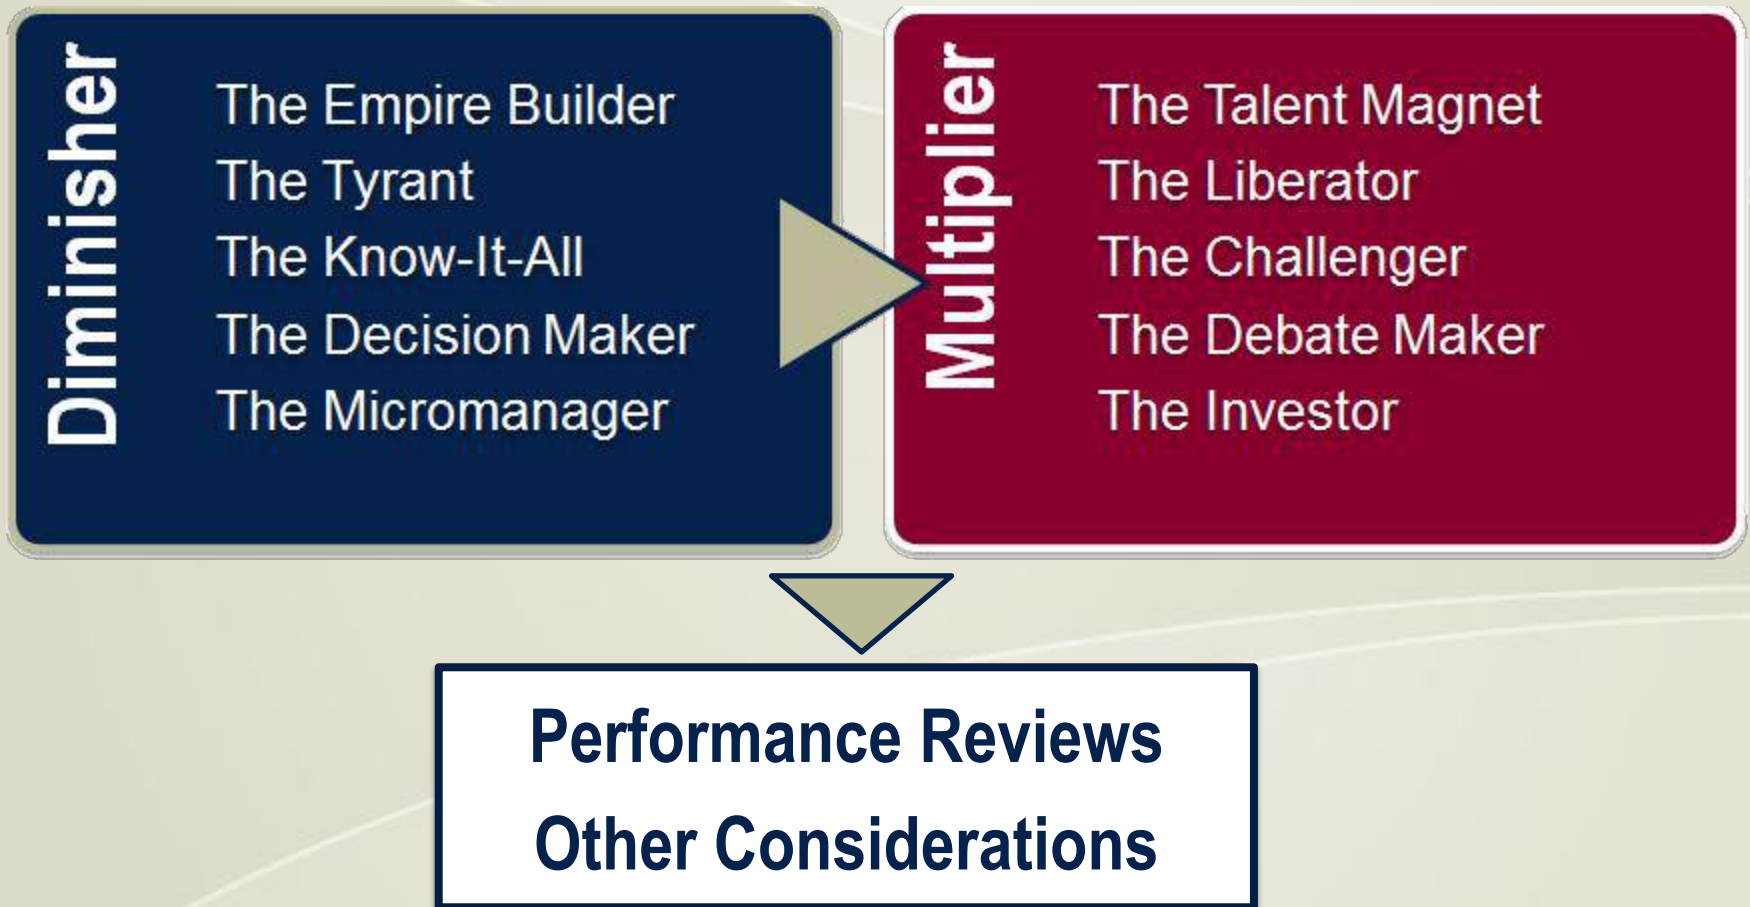 Diminisher
The Empire Builder
The Tyrant
The Know-It-All
The Decision Maker
The Micromanager
Multiplier
The Talent Magnet
The Liberator
The Challenger
The Debate Maker
The Investor
Performance Reviews
Other Considerations